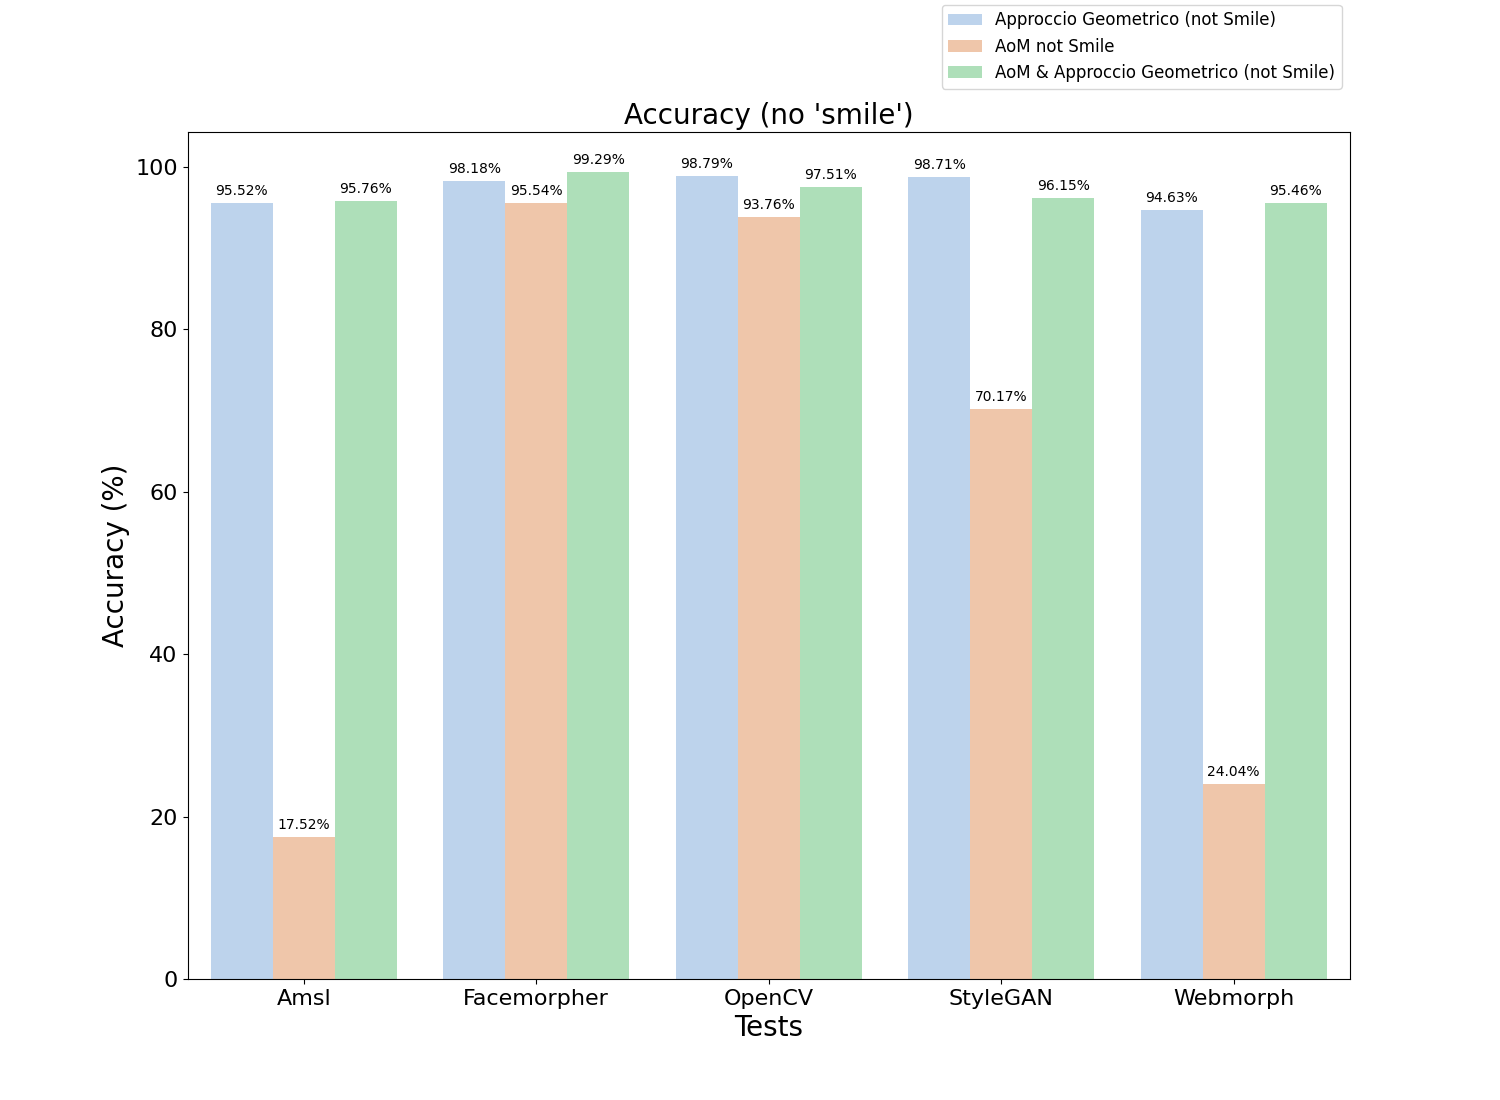 Approccio Geometrico (not Smile)
AoM not Smile
AoM & Approccio Geometrico (not Smile)
Accuracy (no 'smile')
Accuracy (%)
100
80
60
40
20
0
95.52%
17.52%
95.76%
98.18%
95.54%
99.29%
98.79%
93.76%
97.51%
98.71%
70.17%
96.15%
94.63%
24.04%
95.46%
Amsl
Facemorpher
OpenCV
StyleGAN
Webmorph
Tests